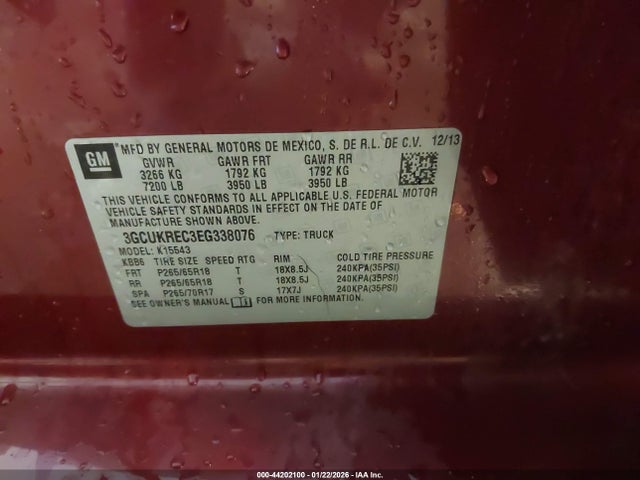 GM
MFD BY GENERAL MOTORS DE MEXICO, S. DE R.L. DE C.V. 12/13
GVWR GAWR FRT GAWR RR
3266 KG 1792 KG 1792 KG
7200 LB 3950 LB 3950 LB
THIS VEHICLE CONFORMS TO ALL APPLICABLE U.S. FEDERAL MOTOR
VEHICLE SAFETY STANDARDS IN EFFECT ON THE DATE OF
MANUFACTURE SHOWN ABOVE.
3GCUKREC3EG338076 TYPE: TRUCK
MODEL: K15543
KBB6 TIRE SIZE SPEED RTG RIM COLD TIRE PRESSURE
FRT P265/65R18 T 18X8.5J 240KPA(35PSI)
RR P265/65R18 T 18X8.5J 240KPA(35PSI)
SPA P265/70R17 S 17X7J 240KPA(35PSI)
SEE OWNER'S MANUAL
000-44202100 | 01/22/2026 - IAA Inc.